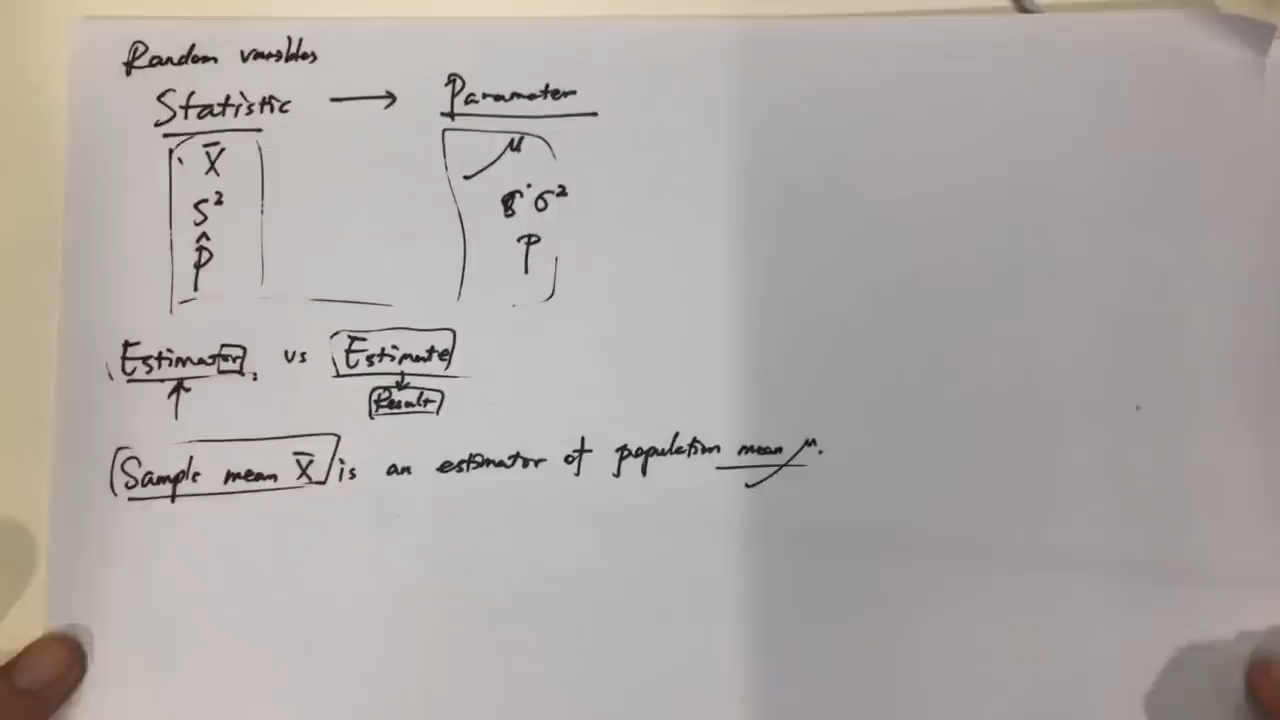 Random variables
Statistic → Parameter
X̄ μ
S² σ²
p̂ p
Estimator vs Estimate
Result
Sample mean X̄ is an estimator of population mean μ.